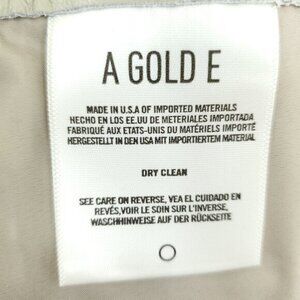 A GOLD E
MADE IN U.S.A OF IMPORTED MATERIALS
HECHO EN LOS EE.UU DE METERIALES IMPORTADA
FABRIQUÉ AUX ETATS-UNIS DU MATÉRIELS IMPORTÉ
HERGESTELLT IN DEN USA MIT IMPORTIERTEM MATERIAL
DRY CLEAN
SEE CARE ON REVERSE, VEA EL CUIDADO EN
REVÉS,VOIR LE SOIN SUR L'INVERSE,
WASCHHINWEISE AUF DER RÜCKSEITE